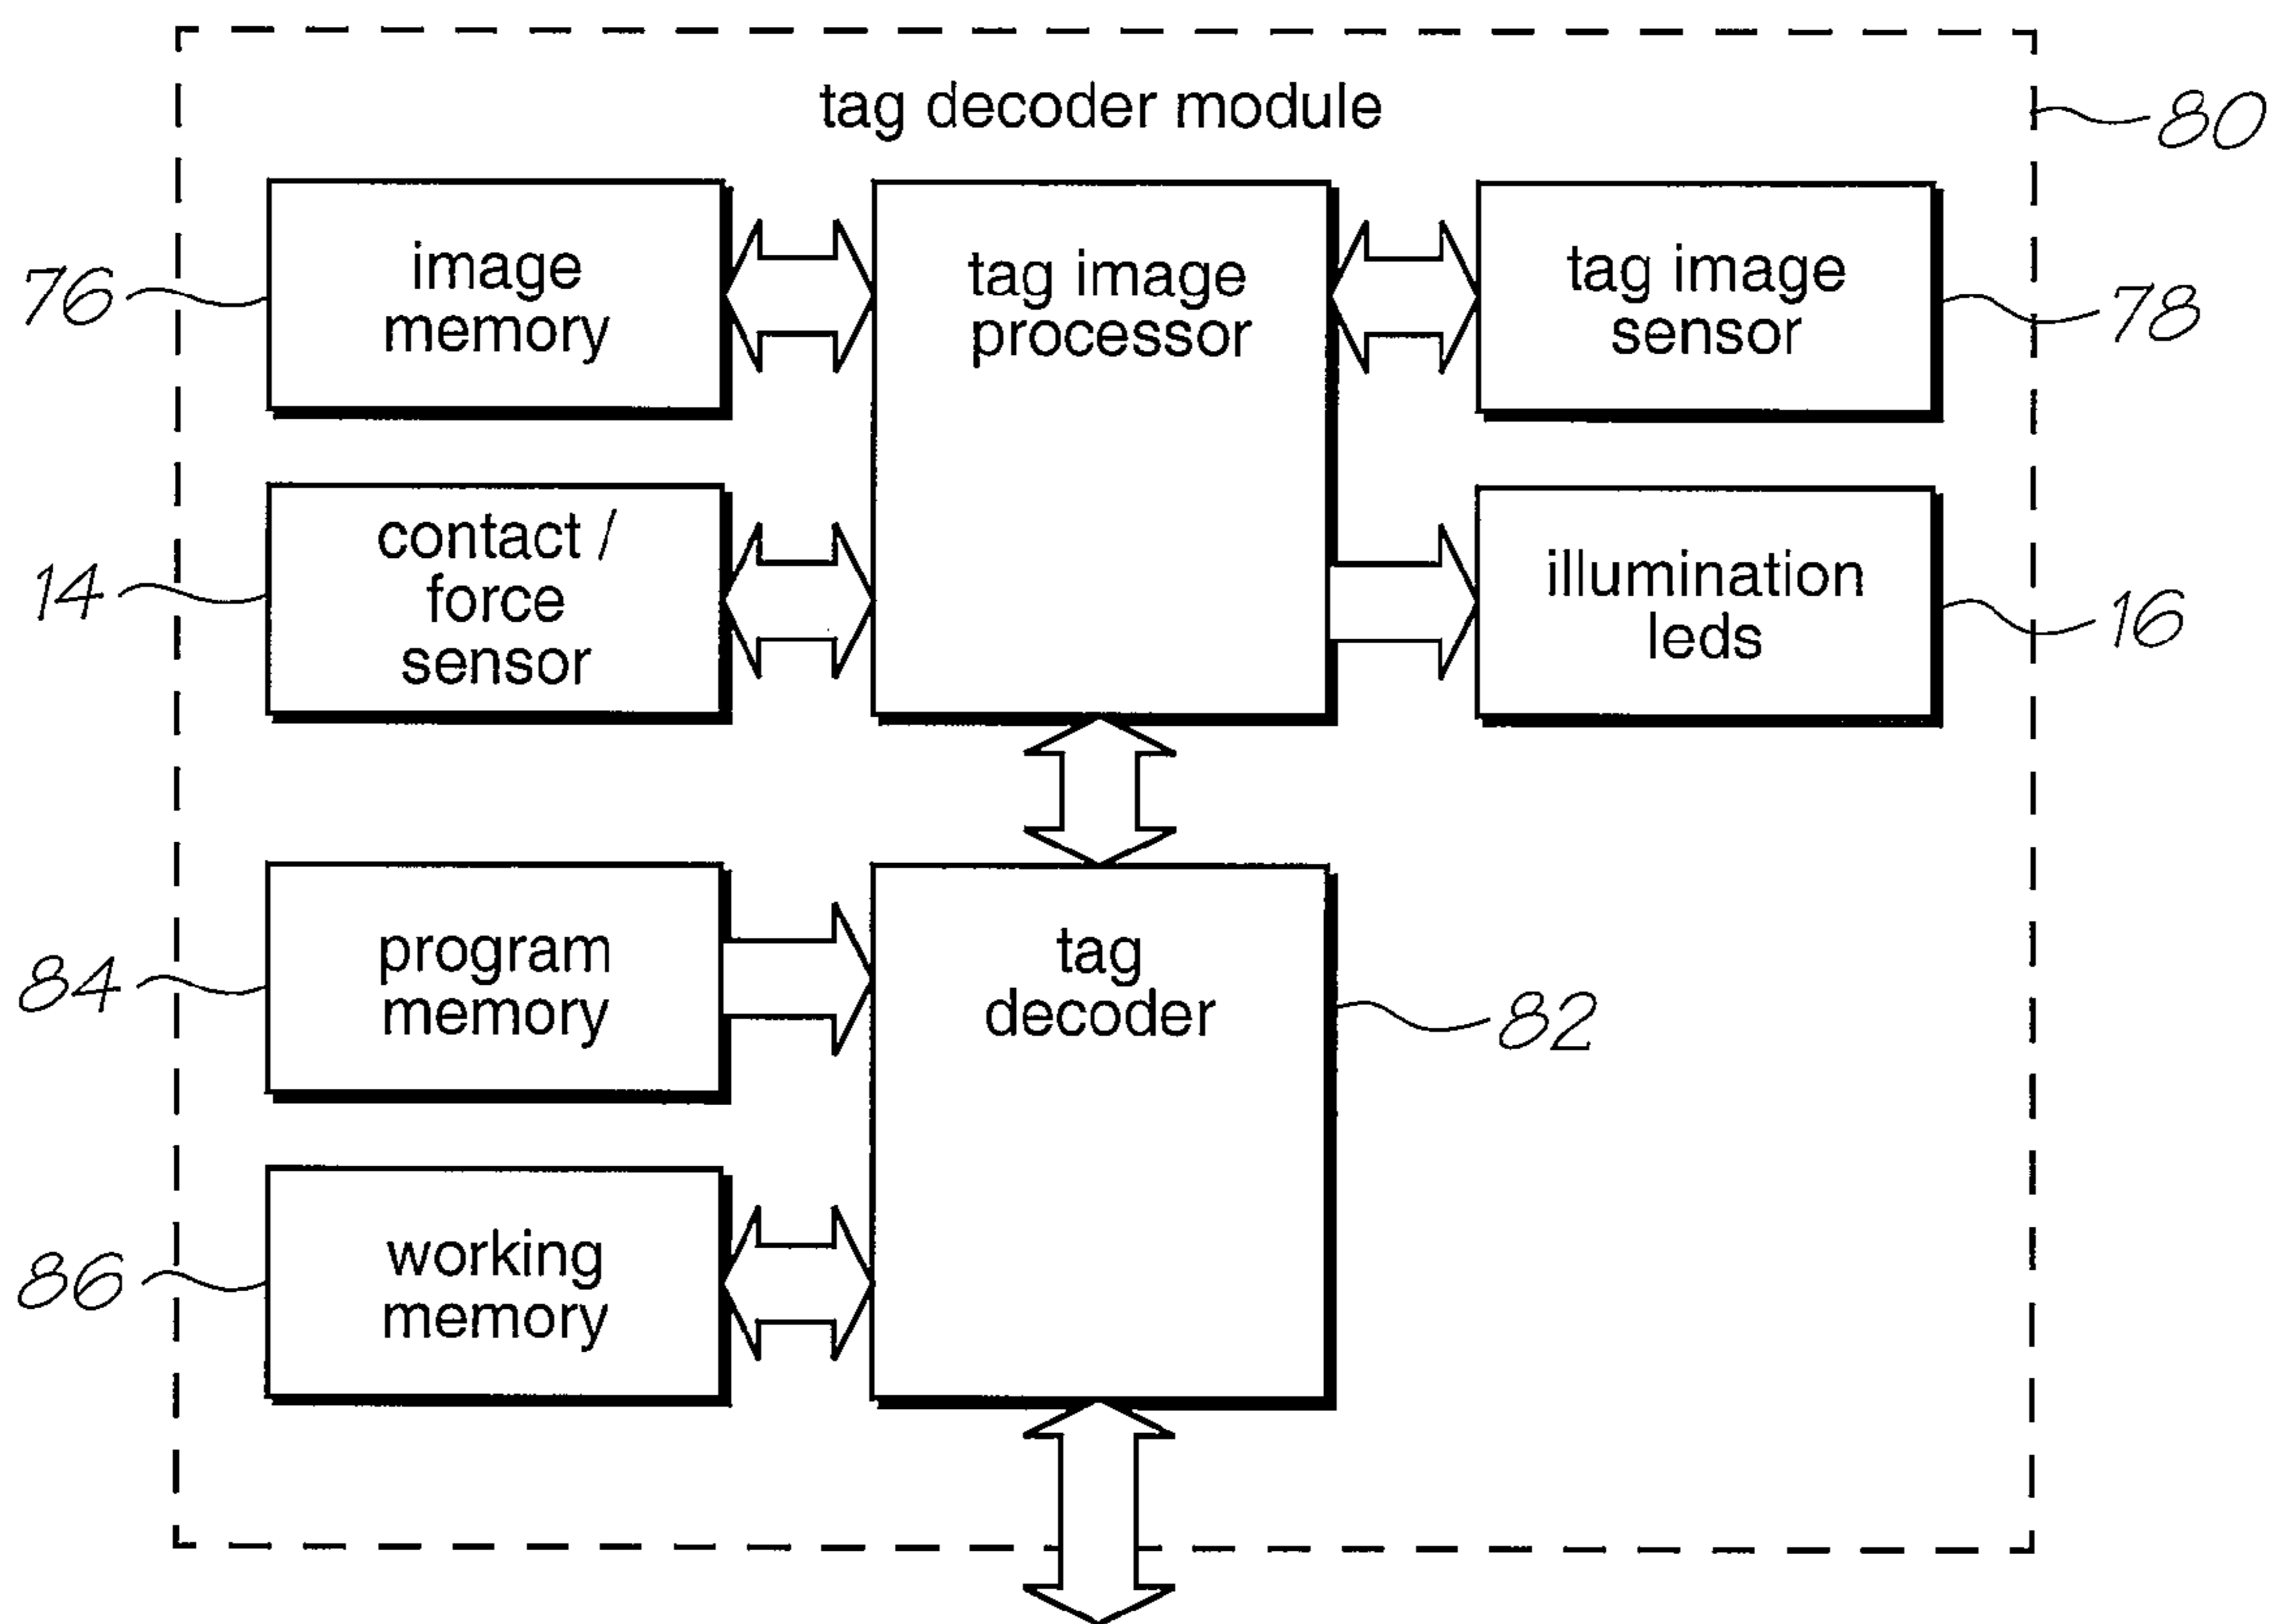 tag decoder module
80
image
memory
76
tag image
processor
tag image
sensor
78
contact /
force
sensor
14
illumination
leds
16
program
memory
84
tag
decoder
82
working
memory
86